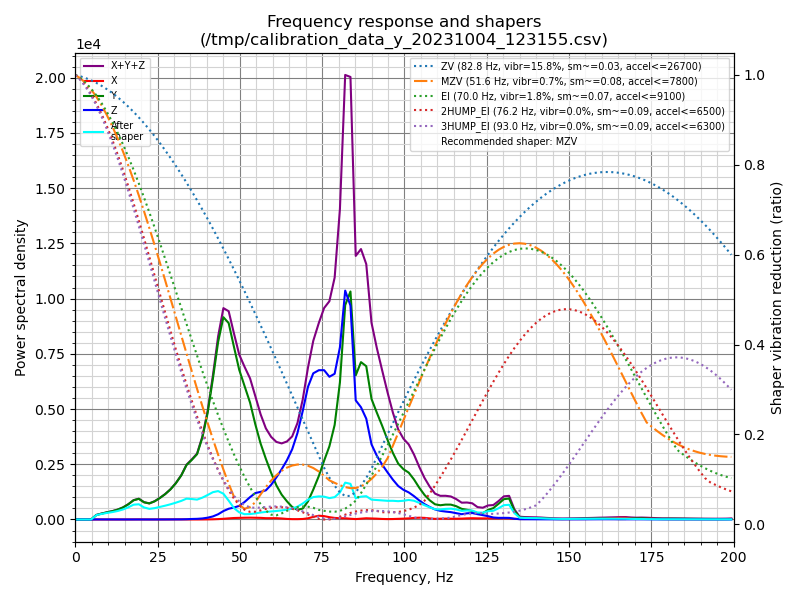 Frequency response and shapers
(/tmp/calibration_data_y_20231004_123155.csv)
1e4
X+Y+Z
X
Y
Z
After
shaper
ZV (82.8 Hz, vibr=15.8%, sm~=0.03, accel<=26700)
MZV (51.6 Hz, vibr=0.7%, sm~=0.08, accel<=7800)
EI (70.0 Hz, vibr=1.8%, sm~=0.07, accel<=9100)
2HUMP_EI (76.2 Hz, vibr=0.0%, sm~=0.09, accel<=6500)
3HUMP_EI (93.0 Hz, vibr=0.0%, sm~=0.09, accel<=6300)
Recommended shaper: MZV
2.00
1.75
1.50
1.25
1.00
0.75
0.50
0.25
0.00
Power spectral density
1.0
0.8
0.6
0.4
0.2
0.0
Shaper vibration reduction (ratio)
0 25 50 75 100 125 150 175 200
Frequency, Hz